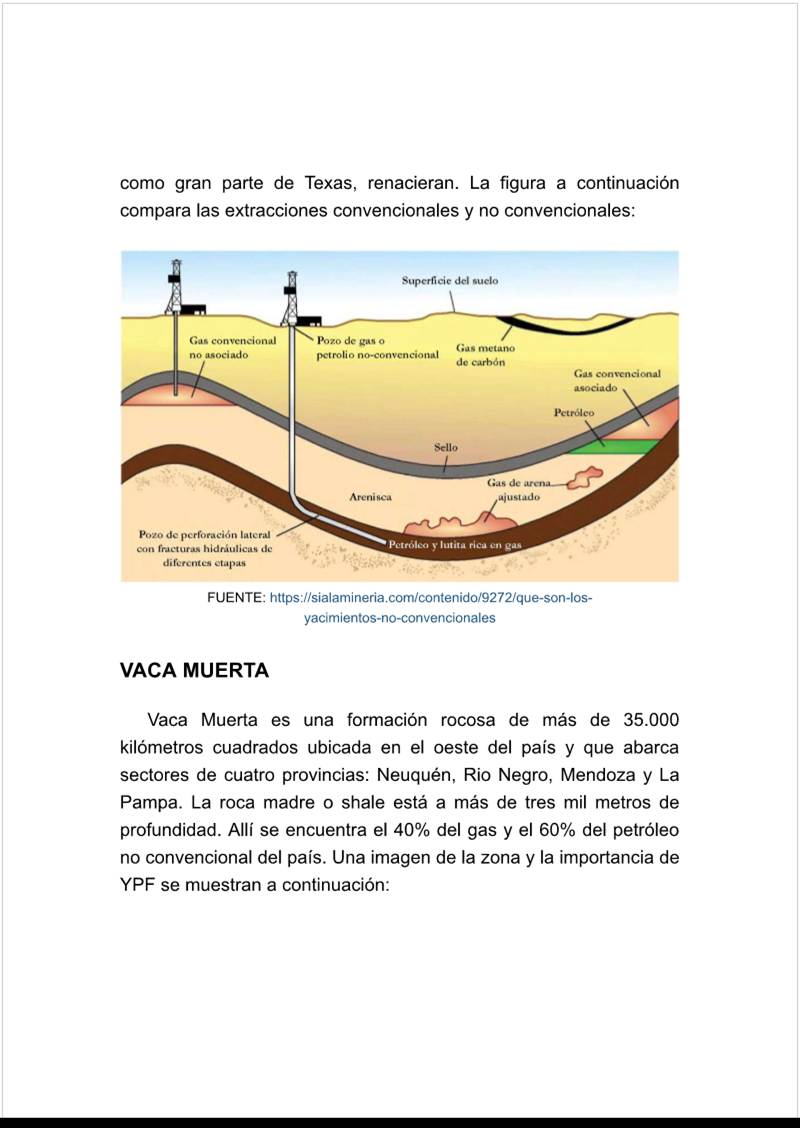 como gran parte de Texas, renacieran. La figura a continuación
compara las extracciones convencionales y no convencionales:
Superficie del suelo
Gas convencional
no asociado
Pozo de gas o
petrolio no-convencional
Gas metano
de carbón
Gas convencional
asociado
Petróleo
Sello
Gas de arena
ajustado
Arenisca
Pozo de perforación lateral
con fracturas hidráulicas de
diferentes etapas
Petróleo y lutita rica en gas
FUENTE: https://sialamineria.com/contenido/9272/que-son-los-
yacimientos-no-convencionales
VACA MUERTA
Vaca Muerta es una formación rocosa de más de 35.000
kilómetros cuadrados ubicada en el oeste del país y que abarca
sectores de cuatro provincias: Neuquén, Rio Negro, Mendoza y La
Pampa. La roca madre o shale está a más de tres mil metros de
profundidad. Allí se encuentra el 40% del gas y el 60% del petróleo
no convencional del país. Una imagen de la zona y la importancia de
YPF se muestran a continuación: